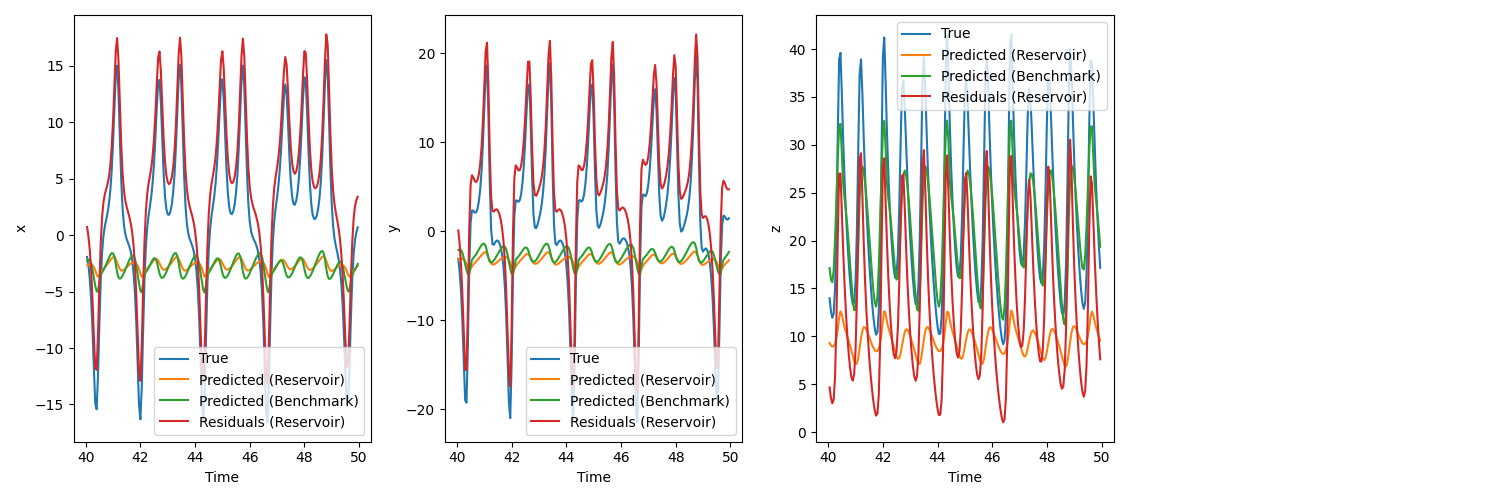 x
15
10
5
0
−5
−10
−15
40
42
44
46
48
50
Time
True
Predicted (Reservoir)
Predicted (Benchmark)
Residuals (Reservoir)
y
20
10
0
−10
−20
40
42
44
46
48
50
Time
True
Predicted (Reservoir)
Predicted (Benchmark)
Residuals (Reservoir)
z
40
35
30
25
20
15
10
5
0
40
42
44
46
48
50
Time
True
Predicted (Reservoir)
Predicted (Benchmark)
Residuals (Reservoir)